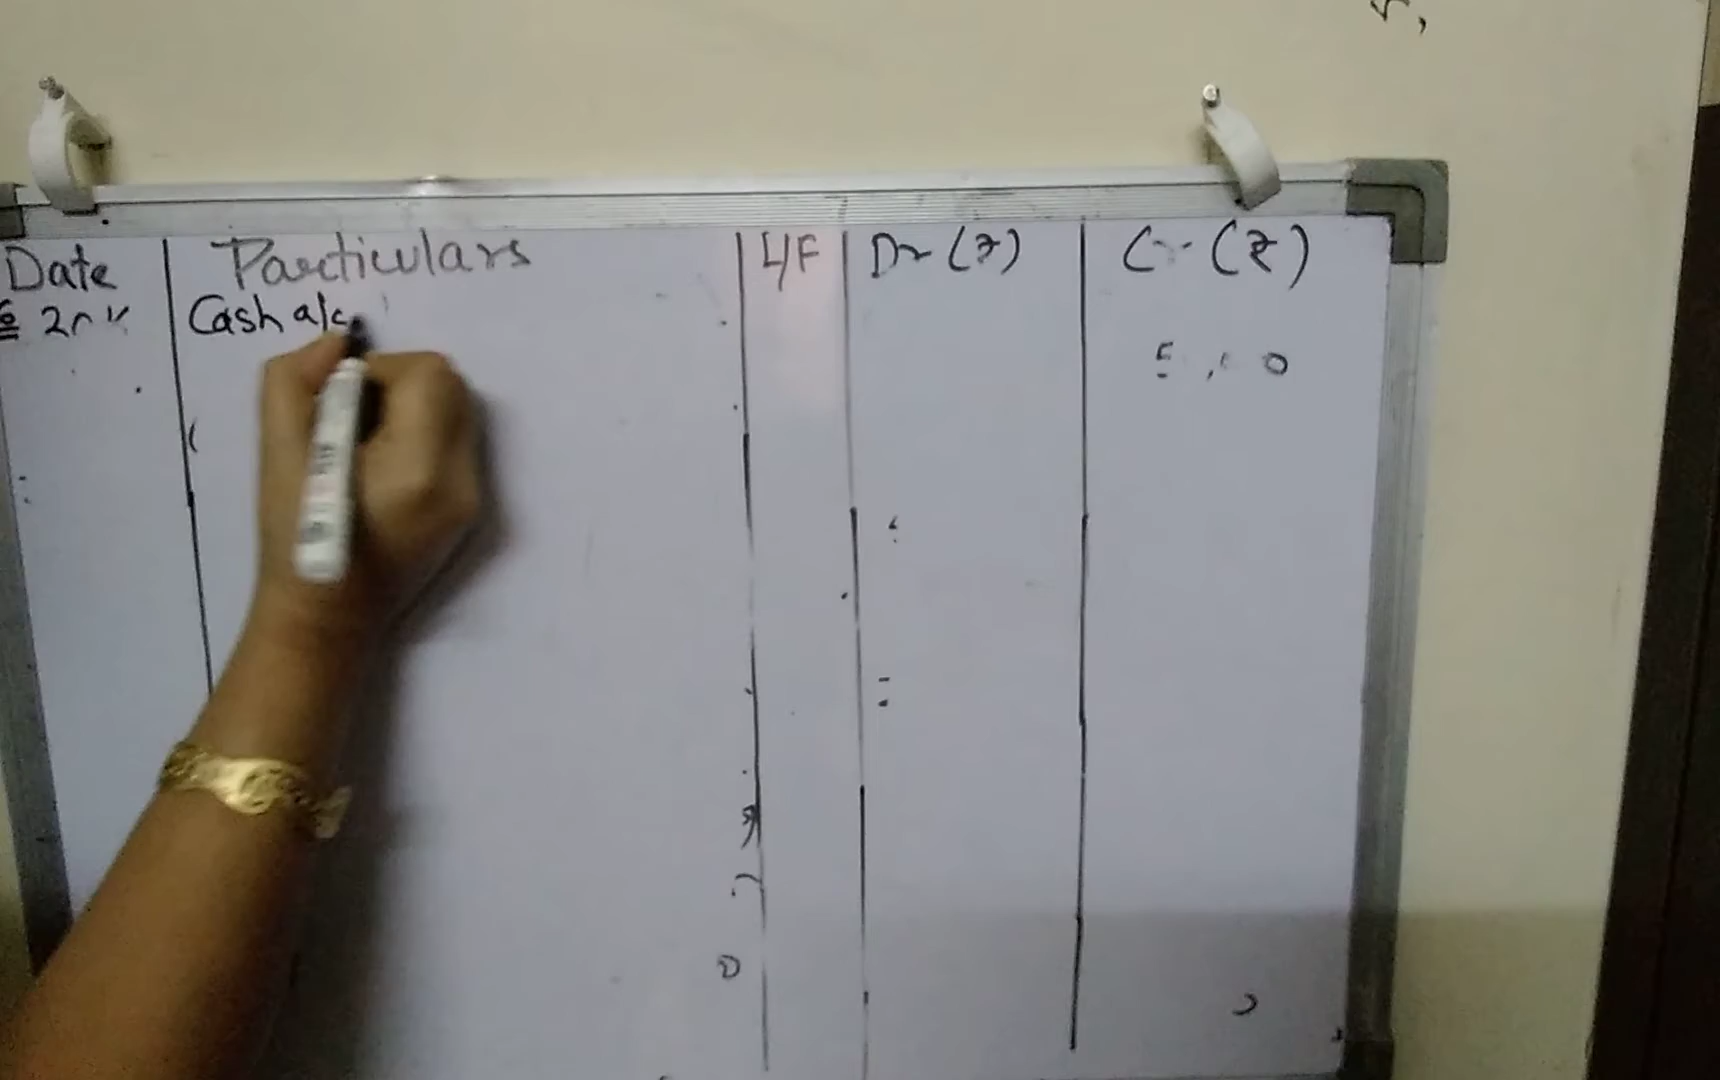 Date Particulars L/F Dr (₹) Cr (₹)
Cash a/c